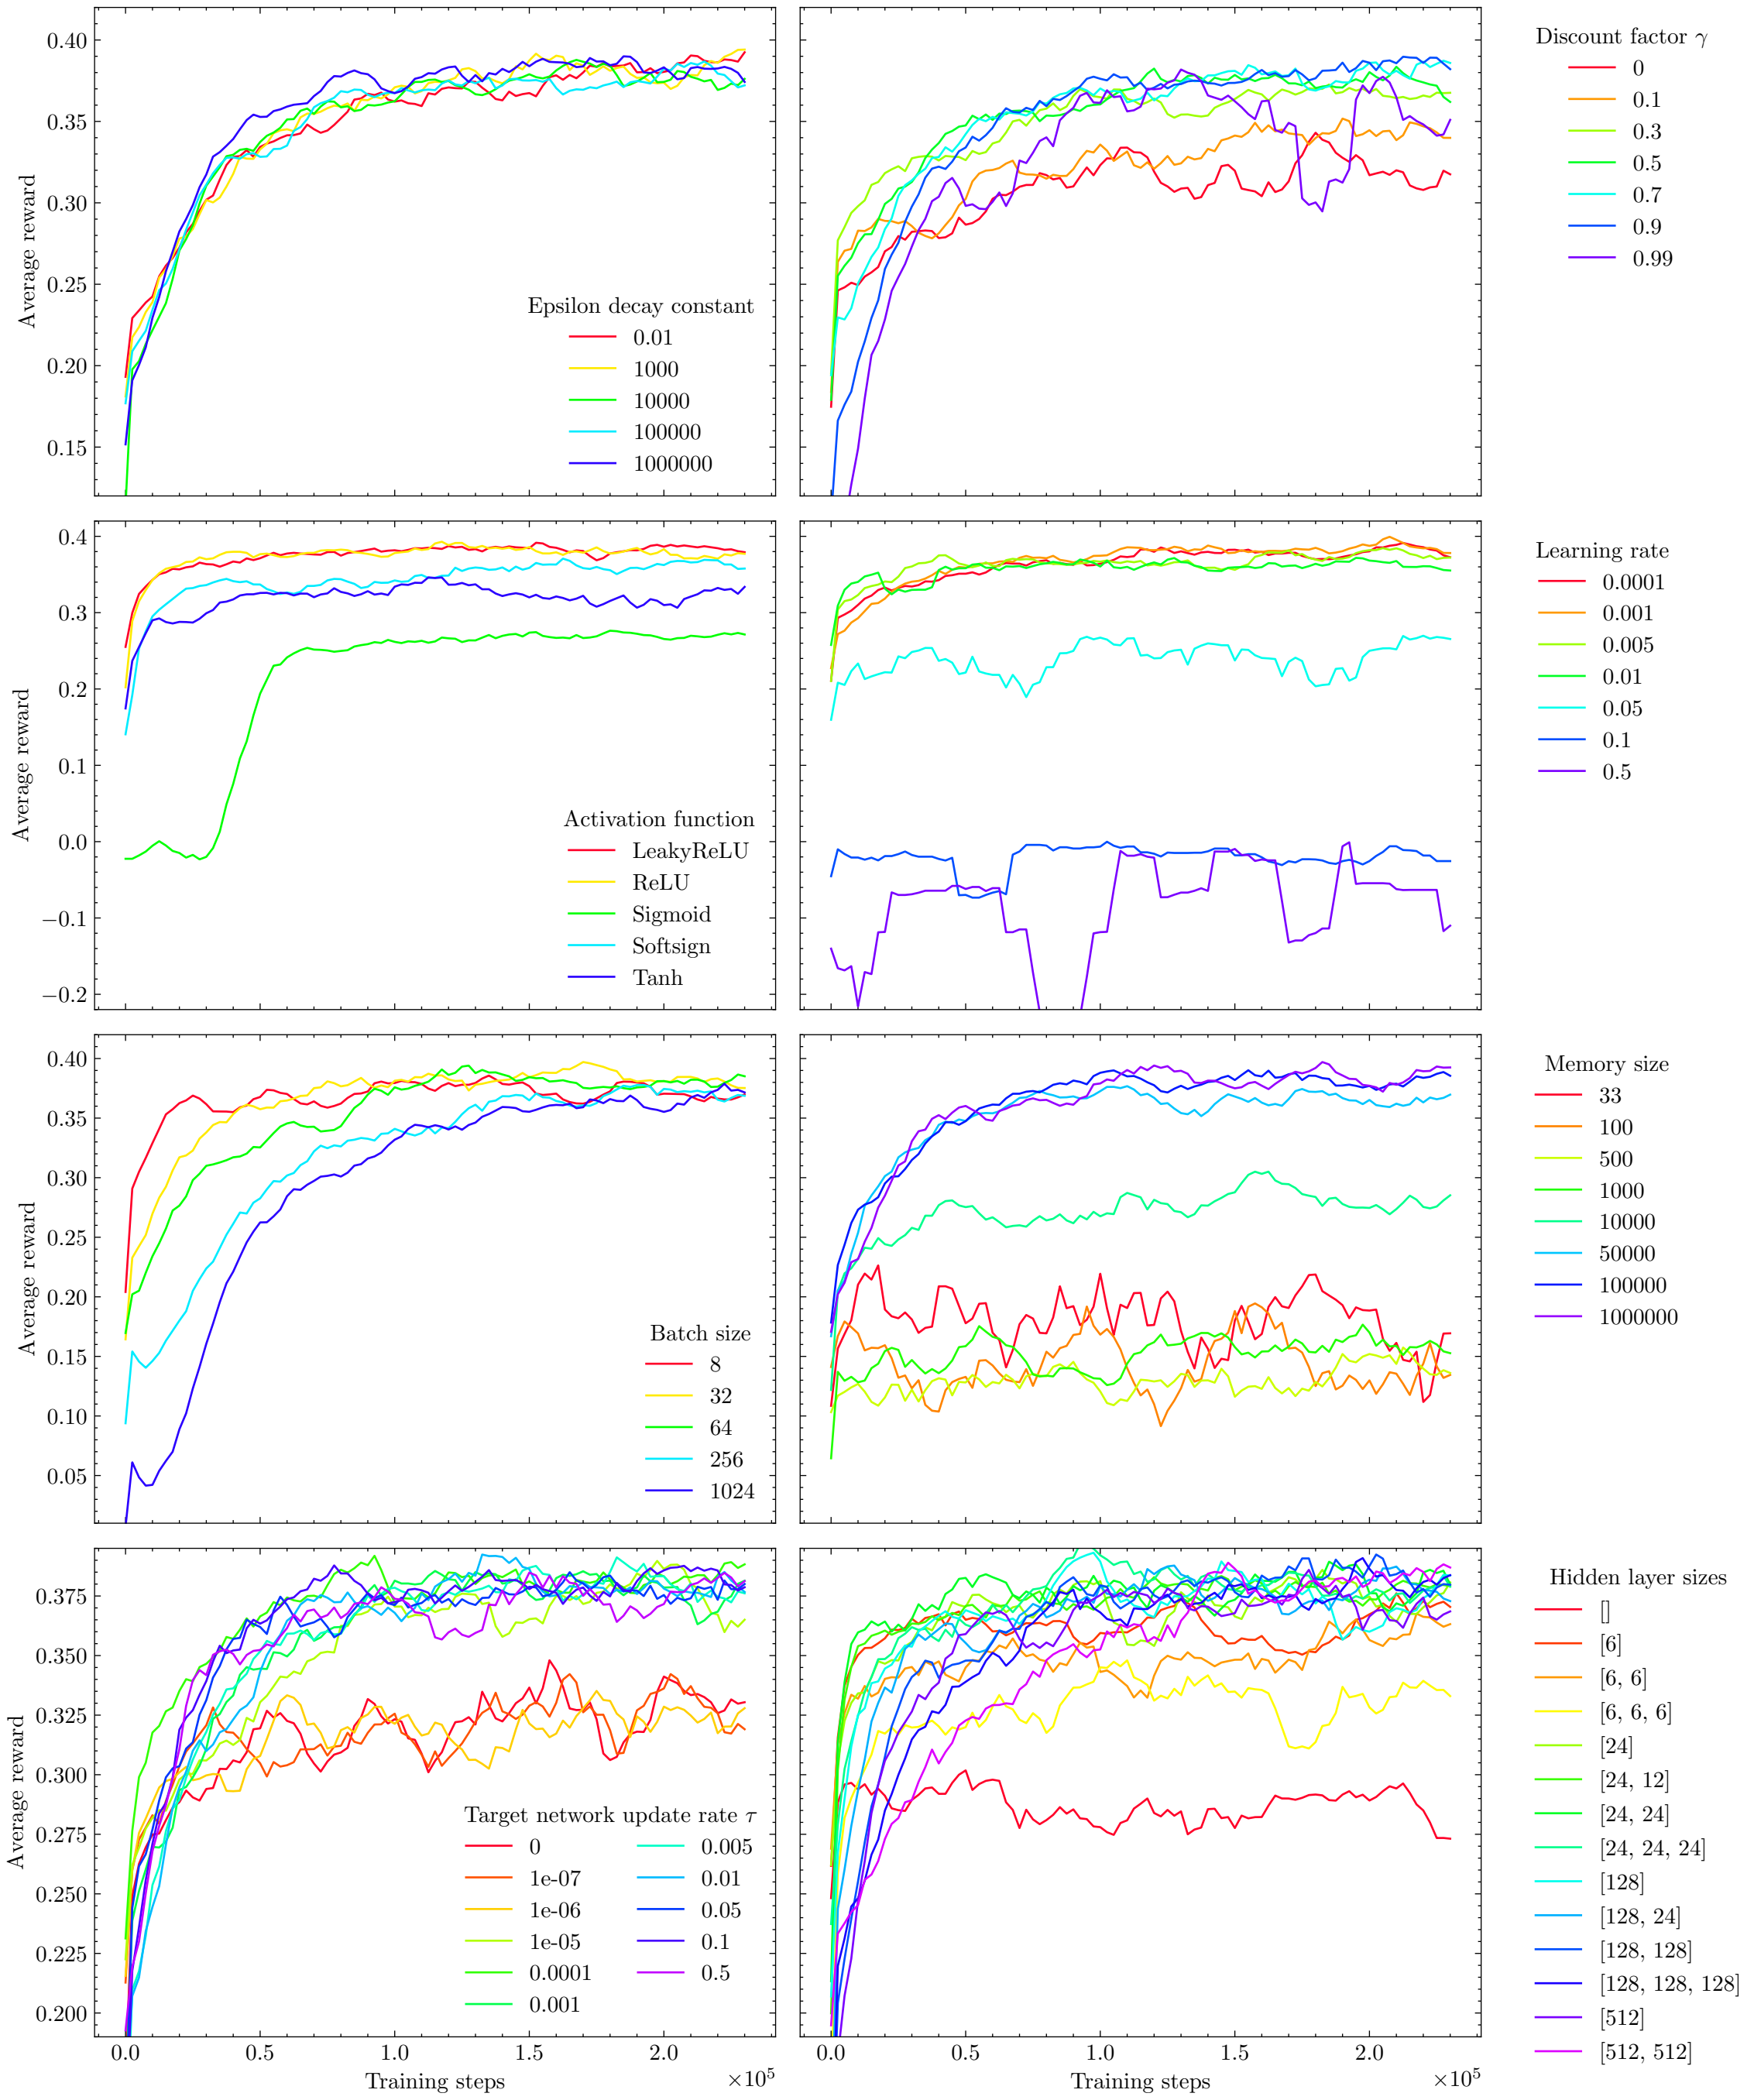 Average reward
0.40
0.35
0.30
0.25
0.20
0.15
Epsilon decay constant
0.01
1000
10000
100000
1000000
Discount factor γ
0
0.1
0.3
0.5
0.7
0.9
0.99
Average reward
0.4
0.3
0.2
0.1
0.0
−0.1
−0.2
Activation function
LeakyReLU
ReLU
Sigmoid
Softsign
Tanh
Learning rate
0.0001
0.001
0.005
0.01
0.05
0.1
0.5
Average reward
0.40
0.35
0.30
0.25
0.20
0.15
0.10
0.05
Batch size
8
32
64
256
1024
Memory size
33
100
500
1000
10000
50000
100000
1000000
Average reward
0.375
0.350
0.325
0.300
0.275
0.250
0.225
0.200
Target network update rate τ
0
1e-07
1e-06
1e-05
0.0001
0.001
0.005
0.01
0.05
0.1
0.5
0.0 0.5 1.0 1.5 2.0
Training steps ×10⁵
Hidden layer sizes
[]
[6]
[6, 6]
[6, 6, 6]
[24]
[24, 12]
[24, 24]
[24, 24, 24]
[128]
[128, 24]
[128, 128]
[128, 128, 128]
[512]
[512, 512]
0.0 0.5 1.0 1.5 2.0
Training steps ×10⁵